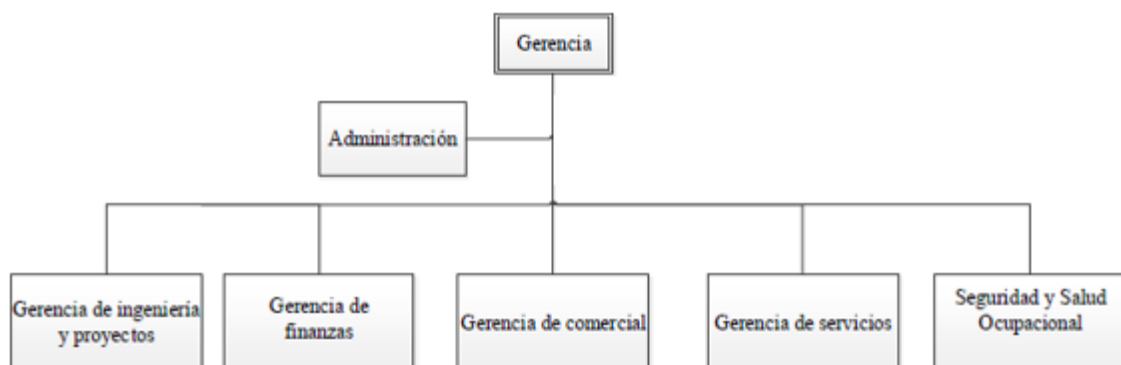 Gerencia
Administración
Gerencia de ingeniería
y proyectos
Gerencia de
finanzas
Gerencia de comercial
Gerencia de servicios
Seguridad y Salud
Ocupacional